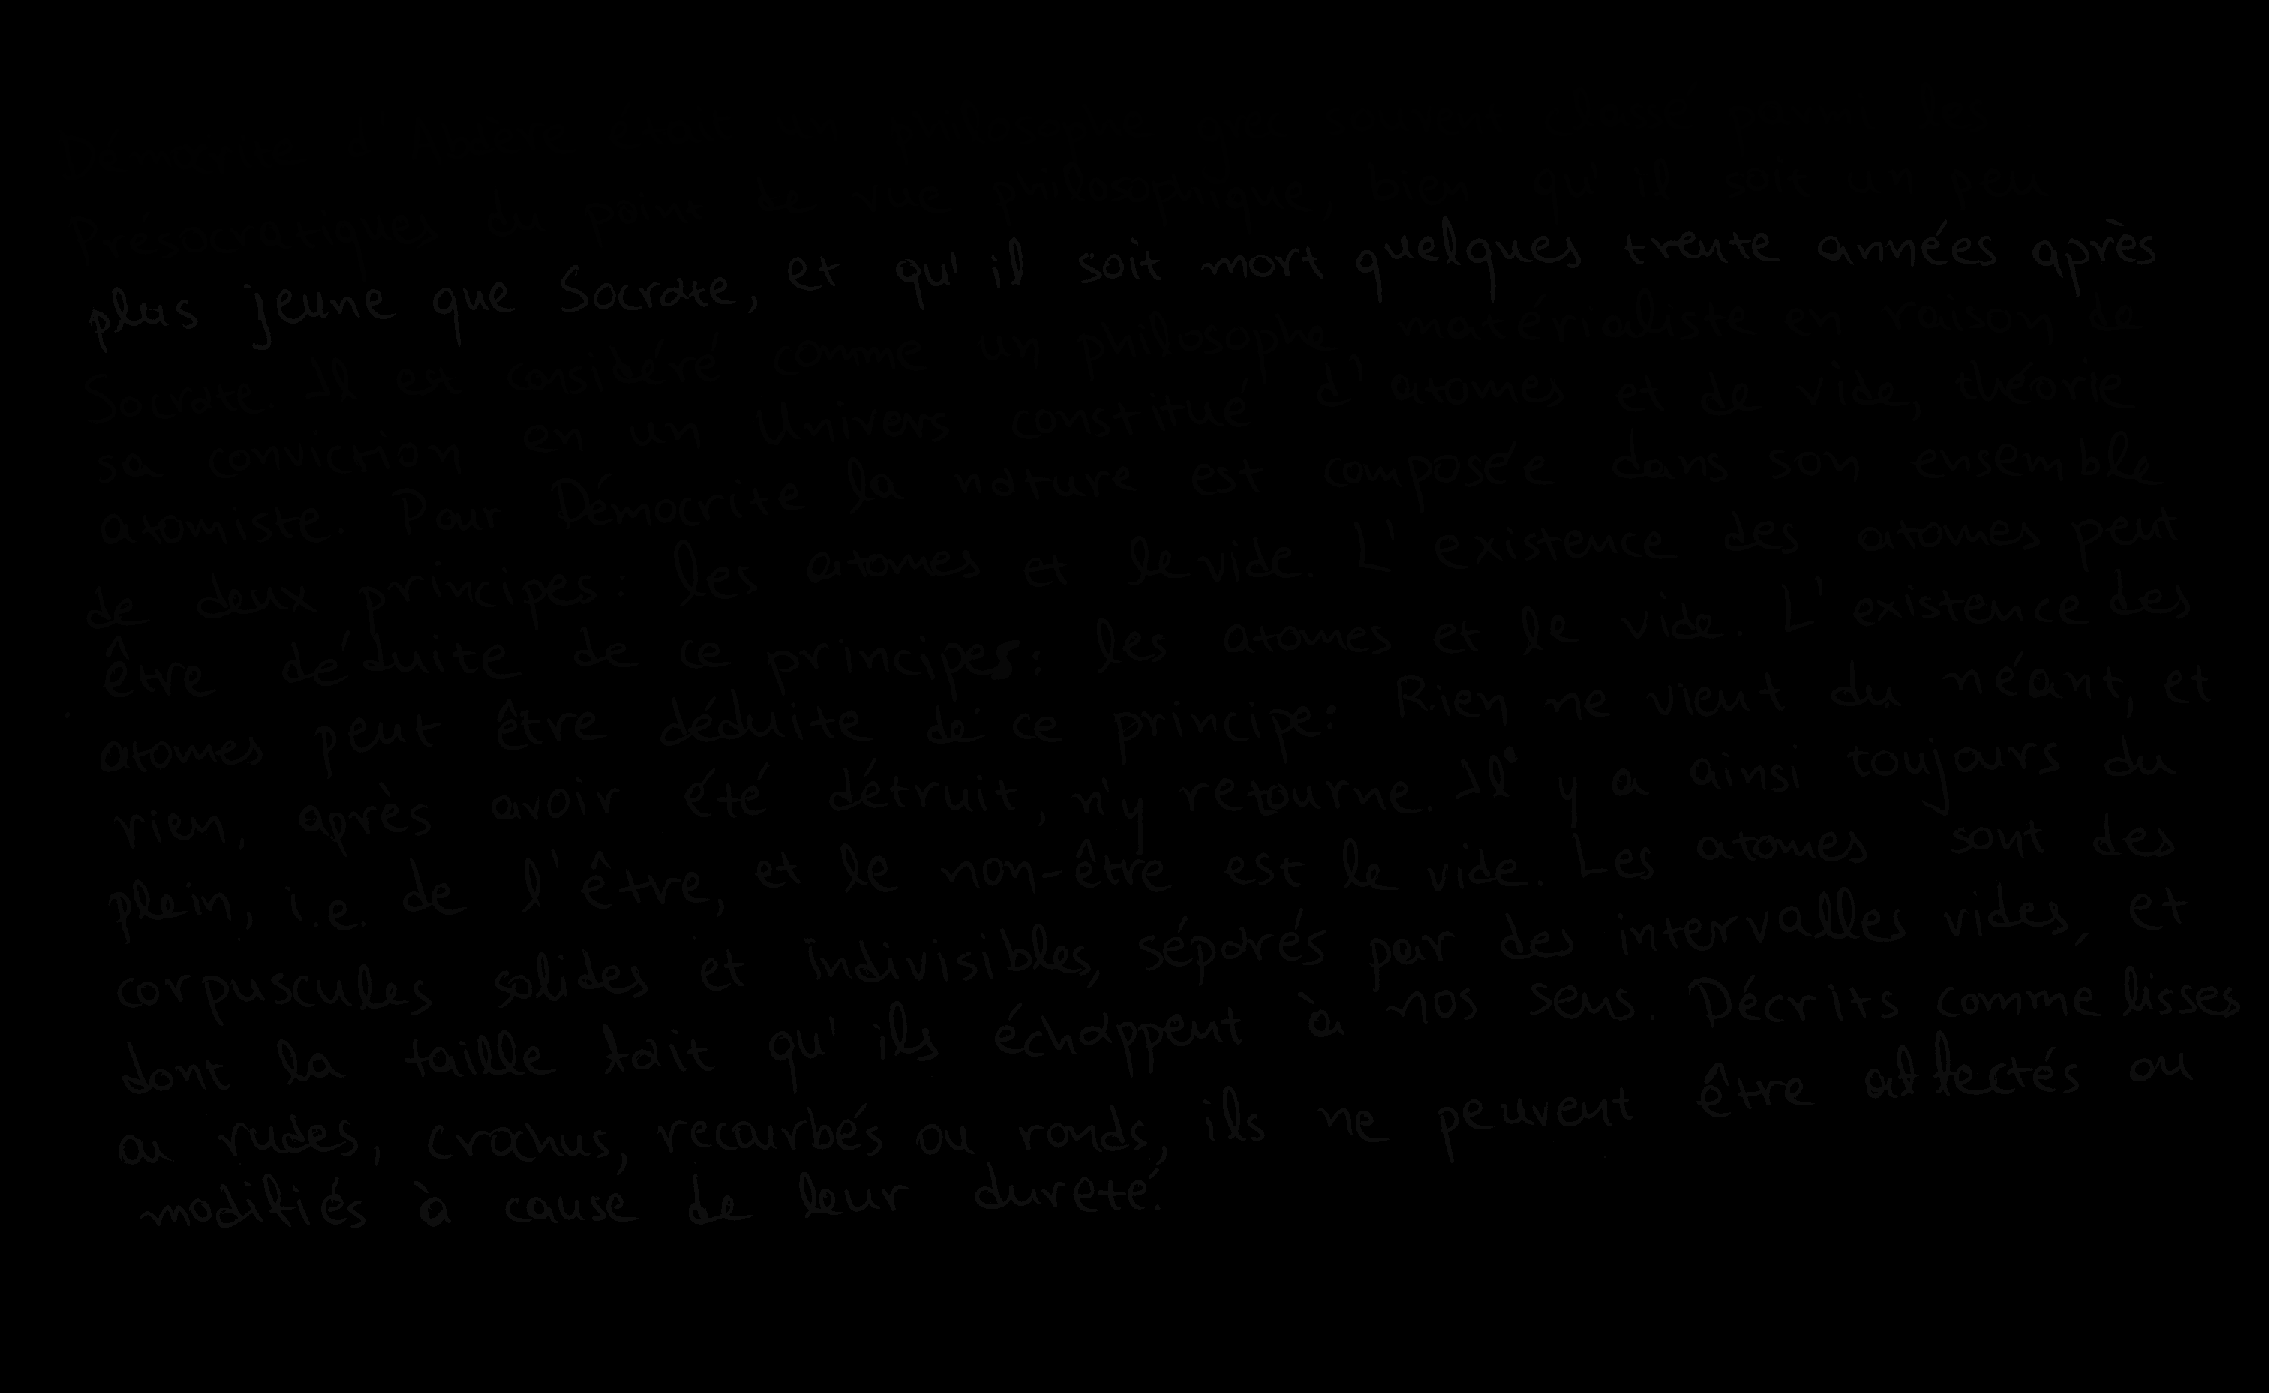 Démocrite d'Abdère était un philosophe
Présocratiques du point de vue philosophique, bien qu'il soit un peu
plus jeune que Socrate, et qu'il soit mort quelques trente années après
Socrate. Il est considéré comme un philosophe matérialiste en raison de
sa conviction en un Univers constitué d'atomes et de vide, théorie
atomiste. Pour Démocrite la nature est composée dans son ensemble
de deux principes: les atomes et le vide. L'existence des atomes peut
être déduite de ce principes: les atomes et le vide. L'existence des
atomes peut être déduite de ce principe: Rien ne vient du néant, et
rien, après avoir été détruit, n'y retourne. Il y a ainsi toujours du
plein, i.e. de l'être, et le non-être est le vide. Les atomes sont des
corpuscules solides et indivisibles, séparés par des intervalles vides, et
dont la taille fait qu'ils échappent à nos sens. Décrits comme lisses
ou rudes, crochus, recourbés ou ronds, ils ne peuvent être affectés ou
modifiés à cause de leur dureté.